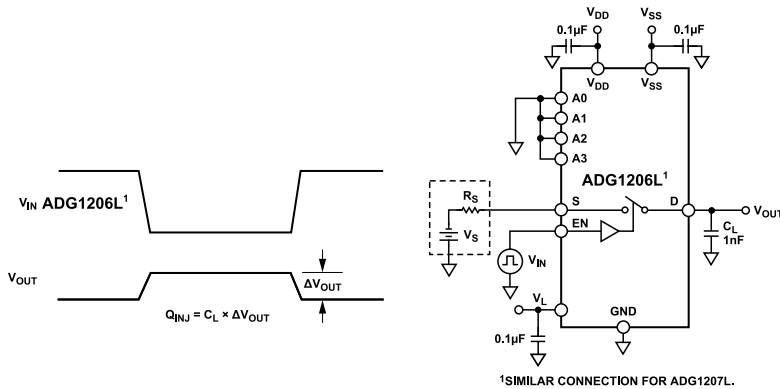 V_IN ADG1206L¹
V_OUT
ΔV_OUT
Q_INJ = C_L × ΔV_OUT
V_DD V_SS
0.1µF 0.1µF
V_DD V_SS
A0
A1
A2
A3
ADG1206L¹
R_S
V_S
S D
V_OUT
EN
C_L
1nF
V_IN
V_L
GND
0.1µF
¹SIMILAR CONNECTION FOR ADG1207L.